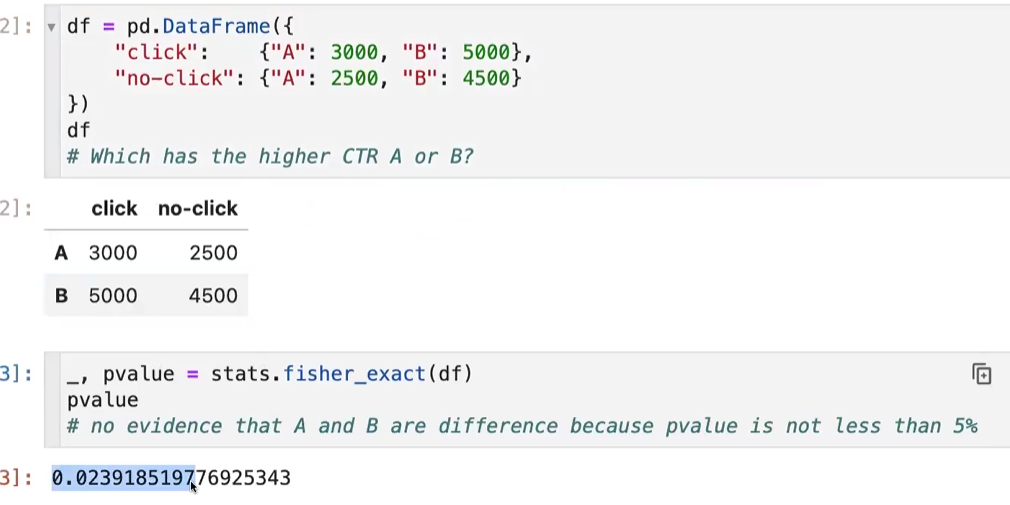 2]: ▾ df = pd.DataFrame({
"click":    {"A": 3000, "B": 5000},
"no-click": {"A": 2500, "B": 4500}
})
df
# Which has the higher CTR A or B?
2]: click no-click
A 3000 2500
B 5000 4500
3]: _, pvalue = stats.fisher_exact(df)
pvalue
# no evidence that A and B are difference because pvalue is not less than 5%
3]: 0.023918519776925343